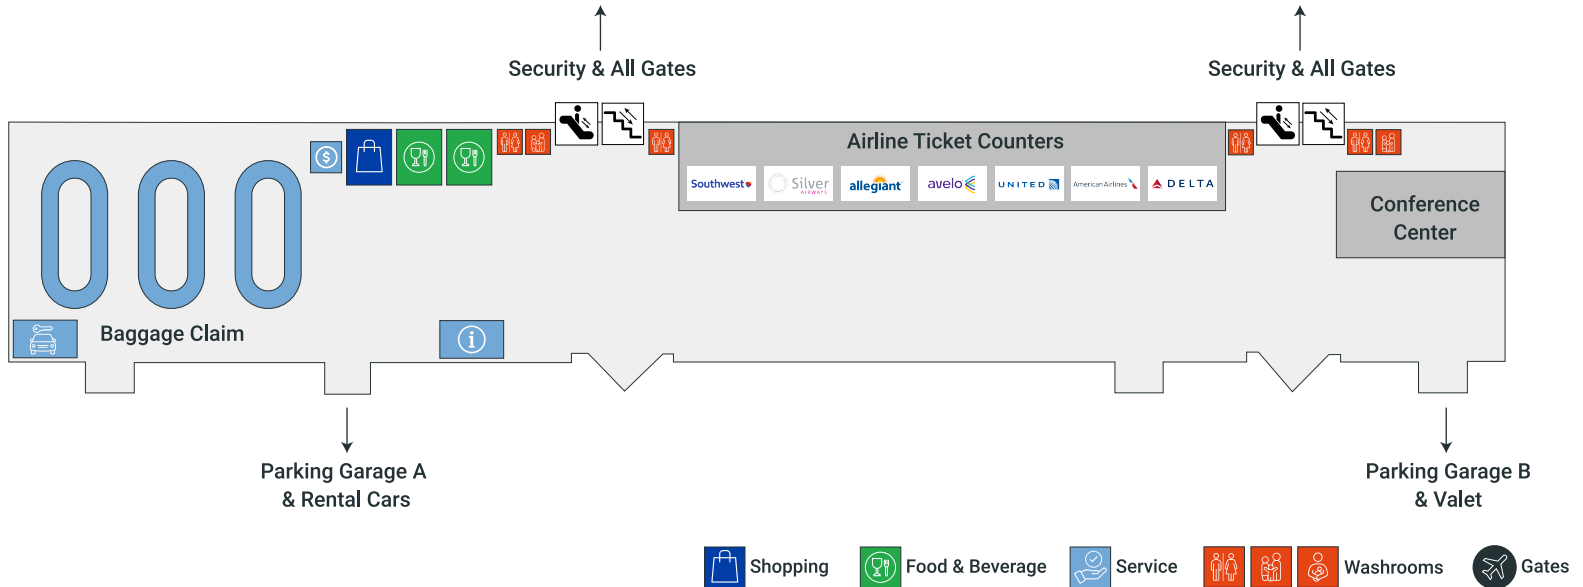 Security & All Gates
Security & All Gates
Airline Ticket Counters
$
Southwest
Silver
AIRWAYS
allegiant
avelo
UNITED
American Airlines
DELTA
Conference
Center
Baggage Claim
i
Parking Garage A
& Rental Cars
Parking Garage B
& Valet
Shopping
Food & Beverage
Service
Washrooms
Gates